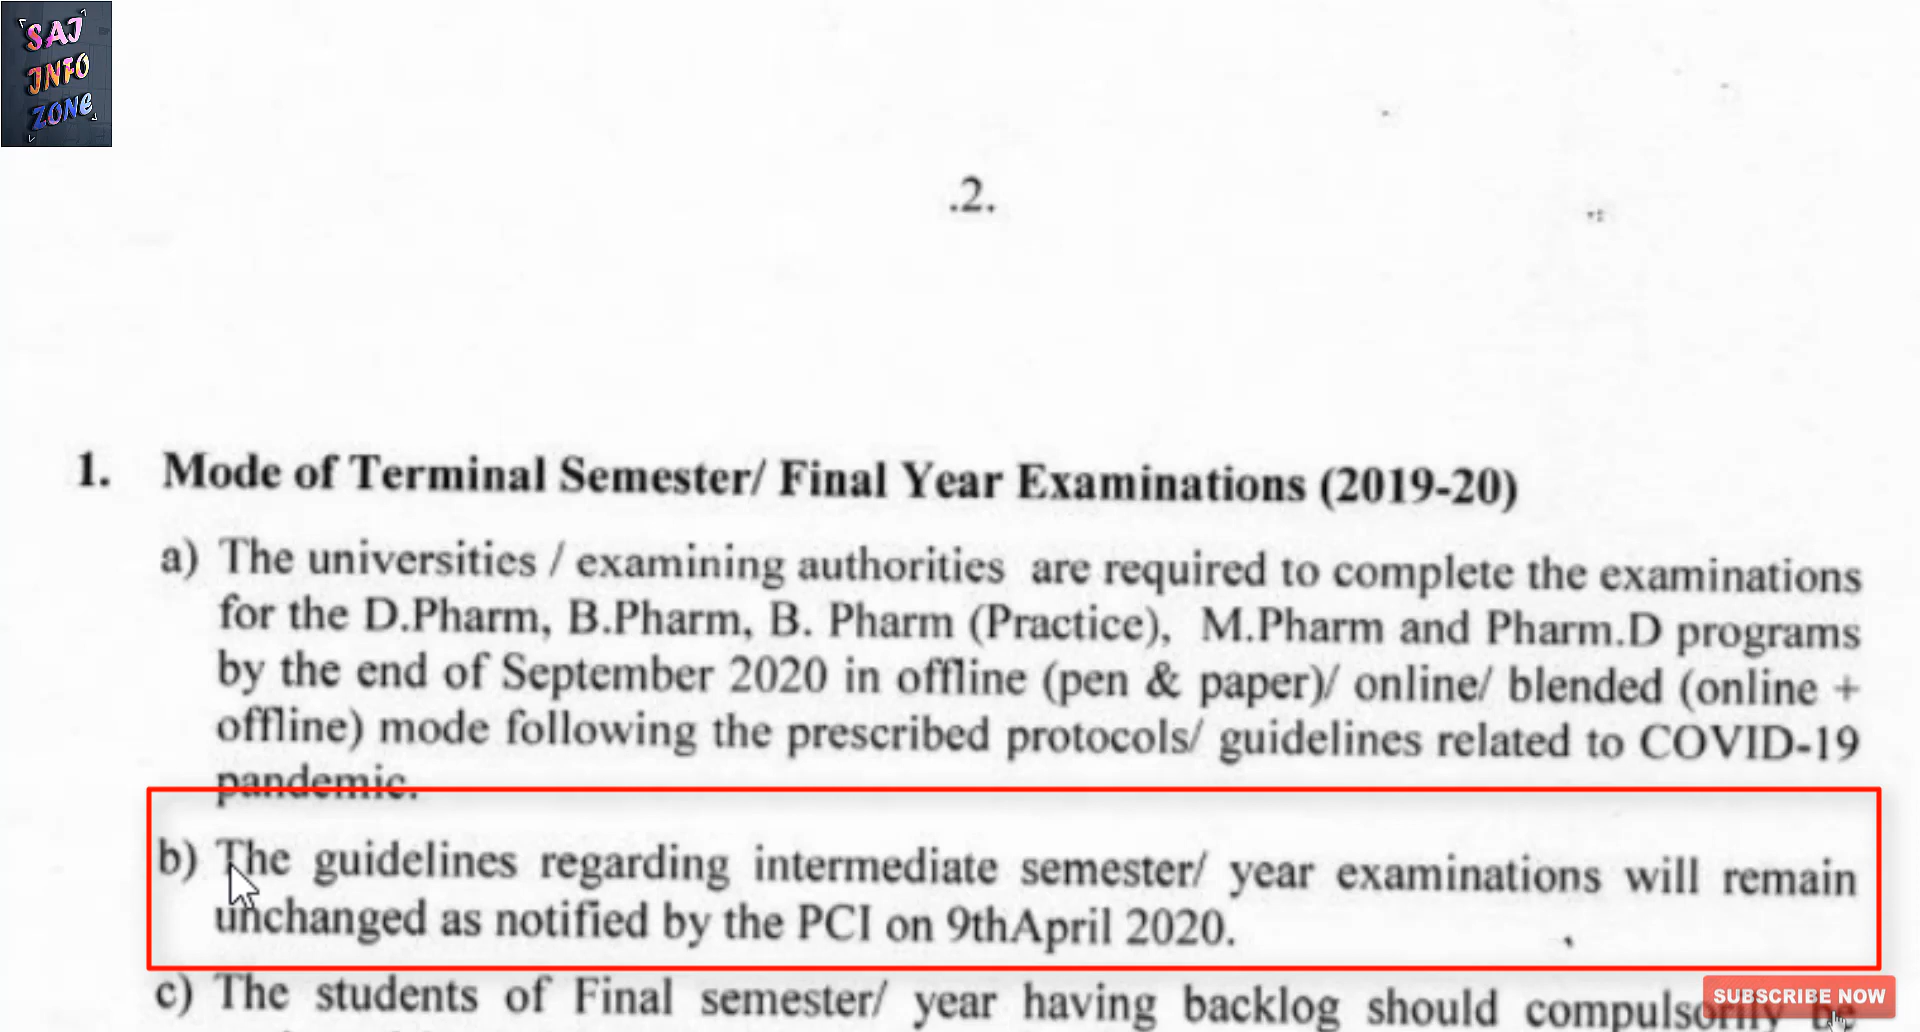 SAJ
INFO
ZONE
.2.
1. Mode of Terminal Semester/ Final Year Examinations (2019-20)
a) The universities / examining authorities are required to complete the examinations
for the D.Pharm, B.Pharm, B. Pharm (Practice), M.Pharm and Pharm.D programs
by the end of September 2020 in offline (pen & paper)/ online/ blended (online +
offline) mode following the prescribed protocols/ guidelines related to COVID-19
pandemic.
b) The guidelines regarding intermediate semester/ year examinations will remain
unchanged as notified by the PCI on 9thApril 2020.
c) The students of Final semester/ year having backlog should compulsorily be
SUBSCRIBE NOW